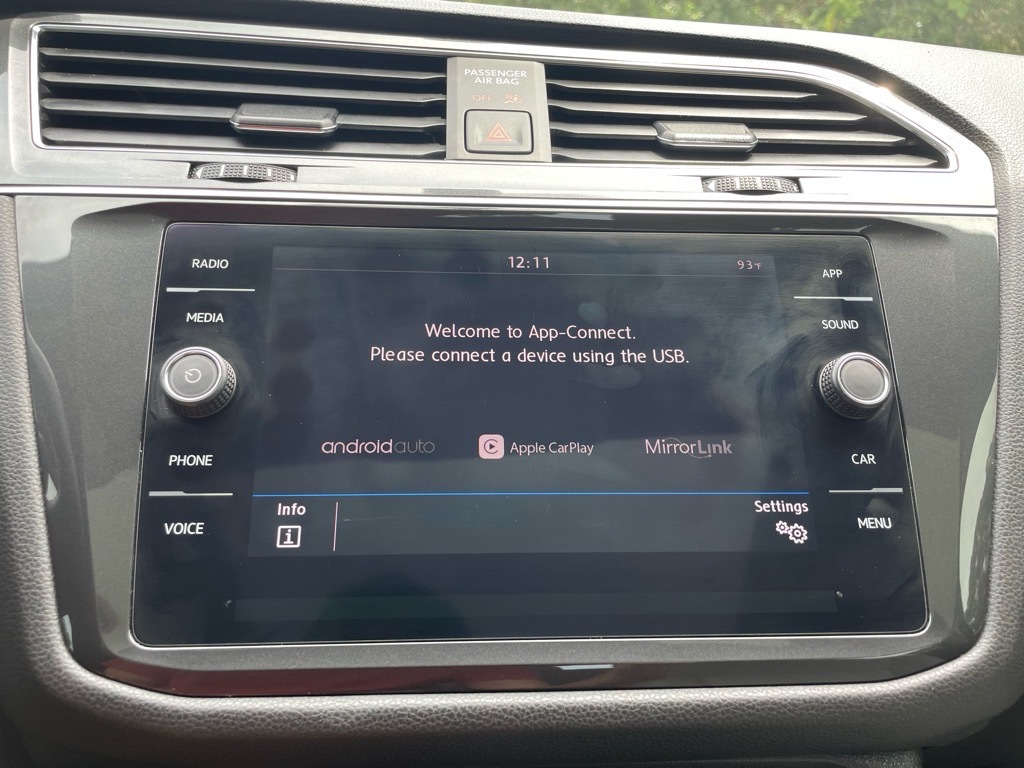 PASSENGER
AIR BAG
OFF
RADIO
12:11
93°F
APP
MEDIA
SOUND
Welcome to App-Connect.
Please connect a device using the USB.
androidauto
Apple CarPlay
MirrorLink
PHONE
CAR
Info
Settings
VOICE
MENU